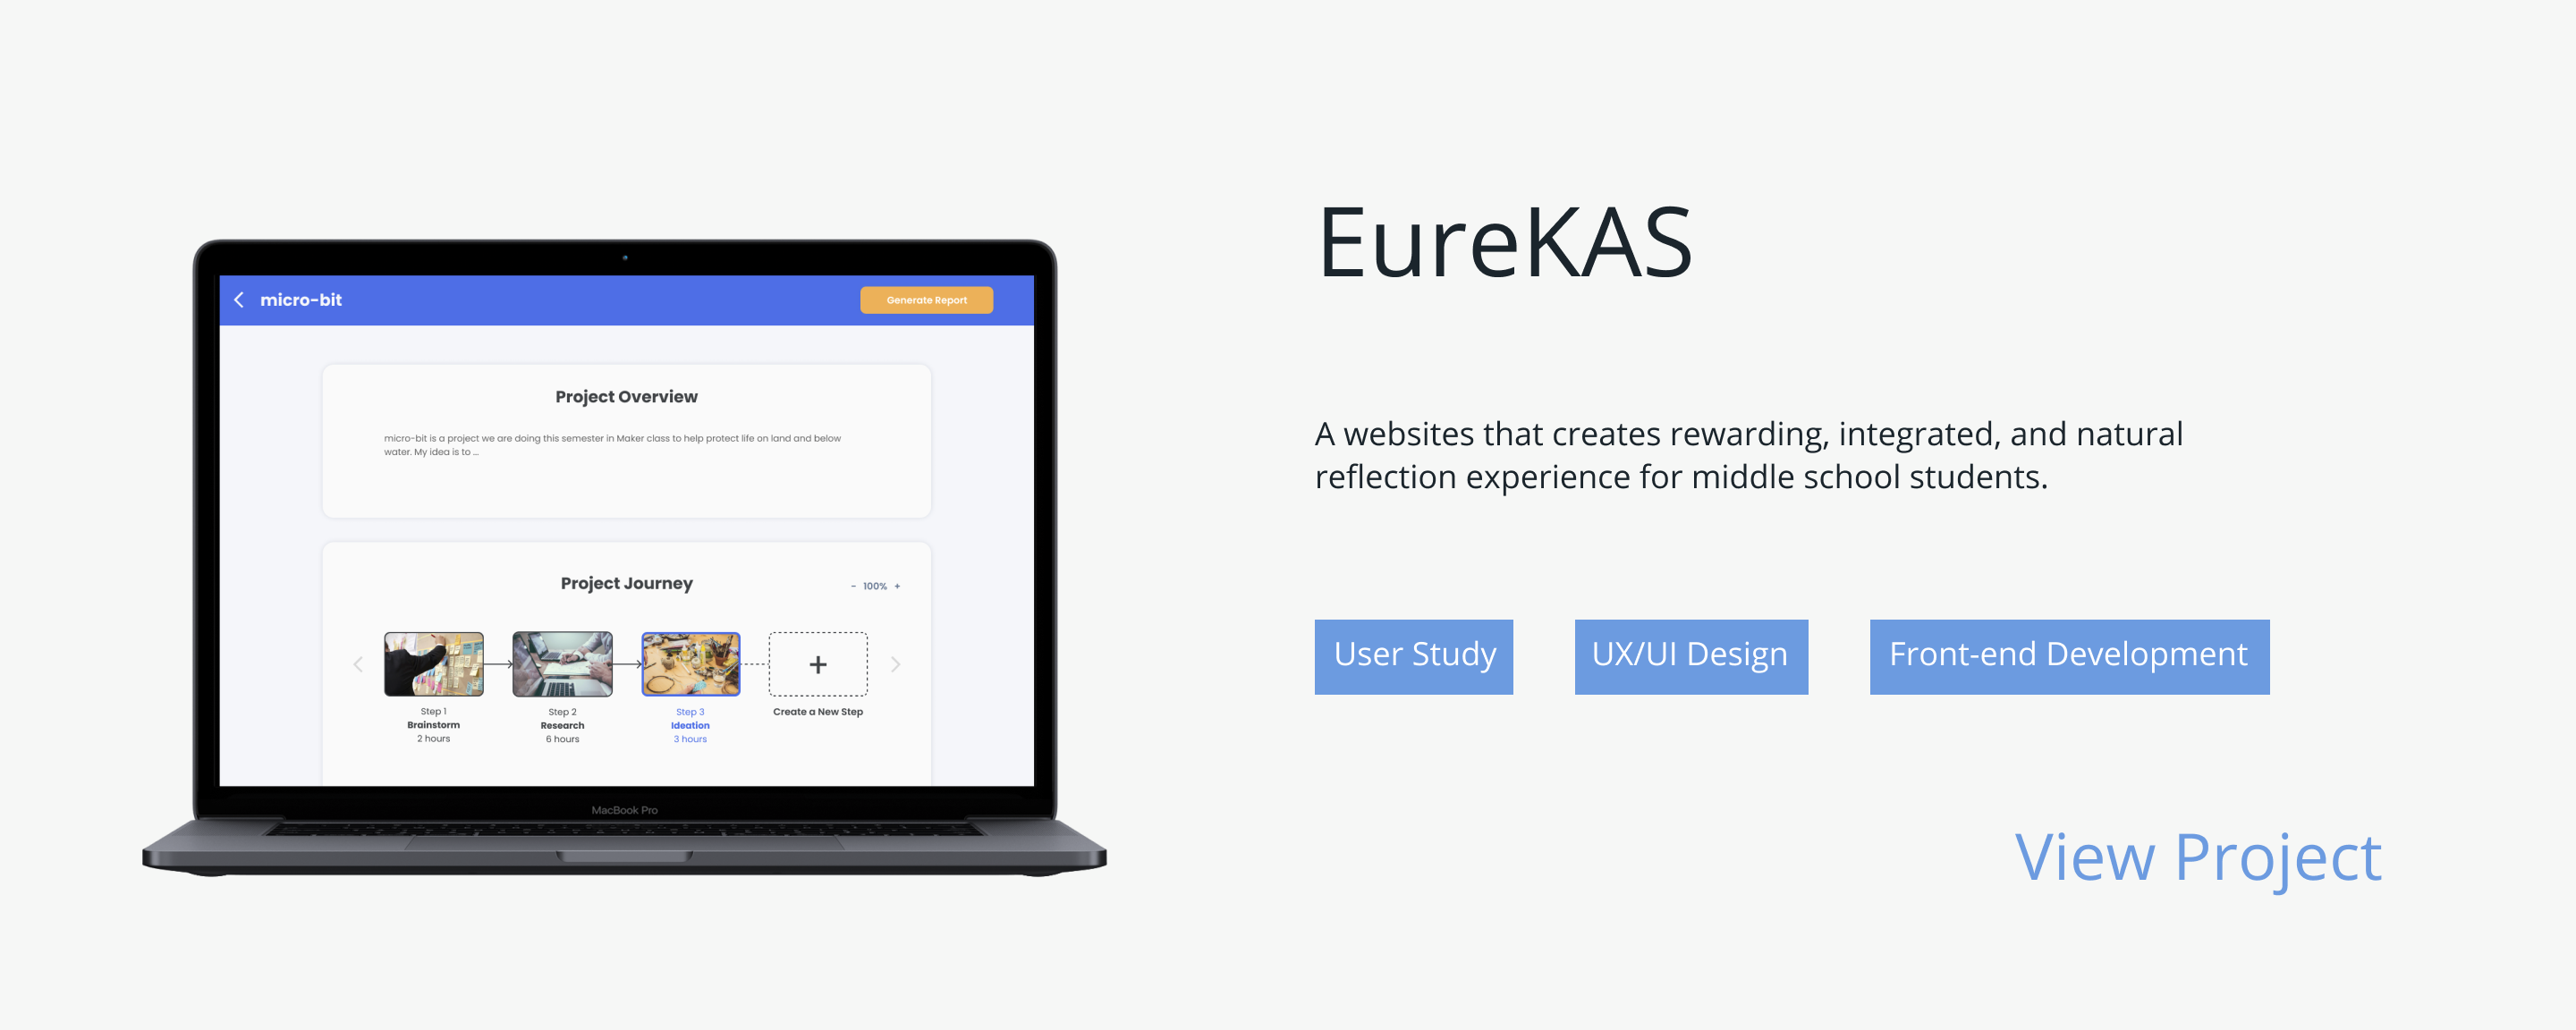 micro-bit
Generate Report
Project Overview
micro-bit is a project we are doing this semester in Maker class to help protect life on land and below
water. My idea is to ...
Project Journey
- 100% +
Step 1
Brainstorm
2 hours
Step 2
Research
6 hours
Step 3
Ideation
3 hours
+
Create a New Step
MacBook Pro
EureKAS
A websites that creates rewarding, integrated, and natural
reflection experience for middle school students.
User Study
UX/UI Design
Front-end Development
View Project